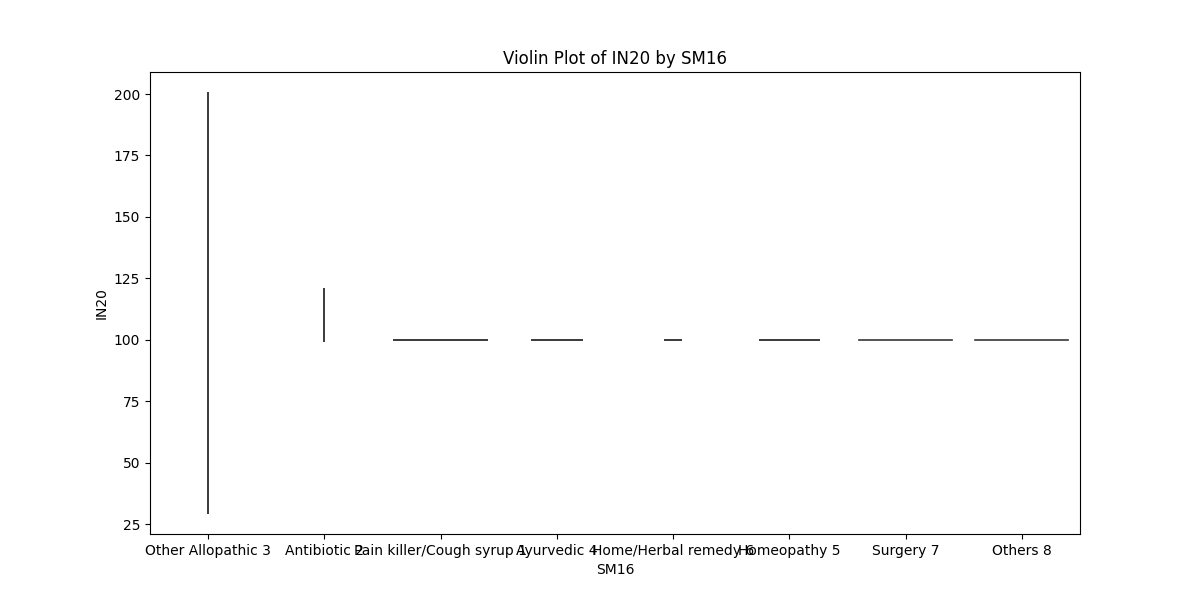 Violin Plot of IN20 by SM16
200
175
150
125
100
75
50
25
IN20
Other Allopathic 3 Antibiotic 2 Pain killer/Cough syrup 1 Ayurvedic 4 Home/Herbal remedy 6 Homeopathy 5 Surgery 7 Others 8
SM16